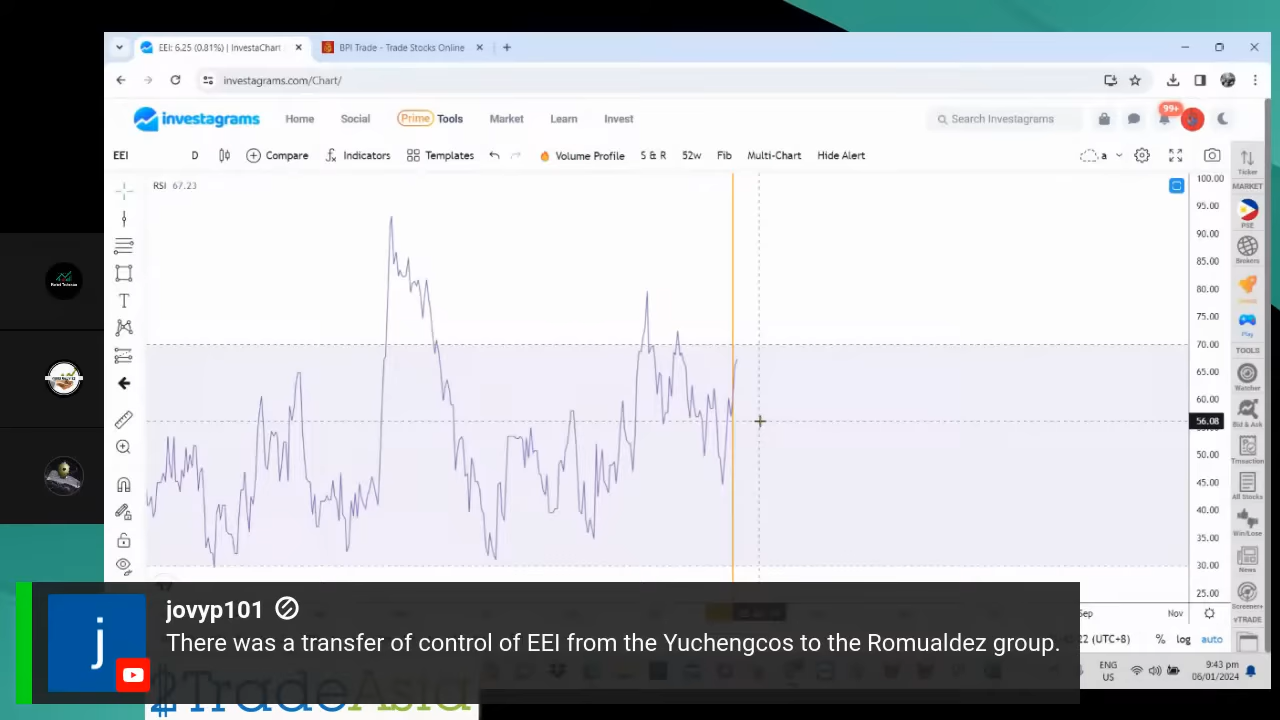 EEI: 6.25 (0.81%) | InvestaChart
BPI Trade - Trade Stocks Online
investagrams.com/Chart/
investagrams
Home
Social
Prime Tools
Market
Learn
Invest
Search Investagrams
99+
EEI
D
Compare
Indicators
Templates
Volume Profile
S & R
52w
Fib
Multi-Chart
Hide Alert
a
RSI 67.23
100.00
95.00
90.00
85.00
80.00
75.00
70.00
65.00
60.00
56.08
50.00
45.00
40.00
35.00
30.00
25.00
Ticker
MARKET
PSE
Brokers
Play
TOOLS
Watcher
Bid & Ask
Transaction
All Stocks
Win/Lose
News
Screener+
vTRADE
Sep
Nov
22 (UTC+8)
%
log
auto
ENG
US
9:43 pm
06/01/2024
j
jovyp101
There was a transfer of control of EEI from the Yuchengcos to the Romualdez group.
TradeAsia